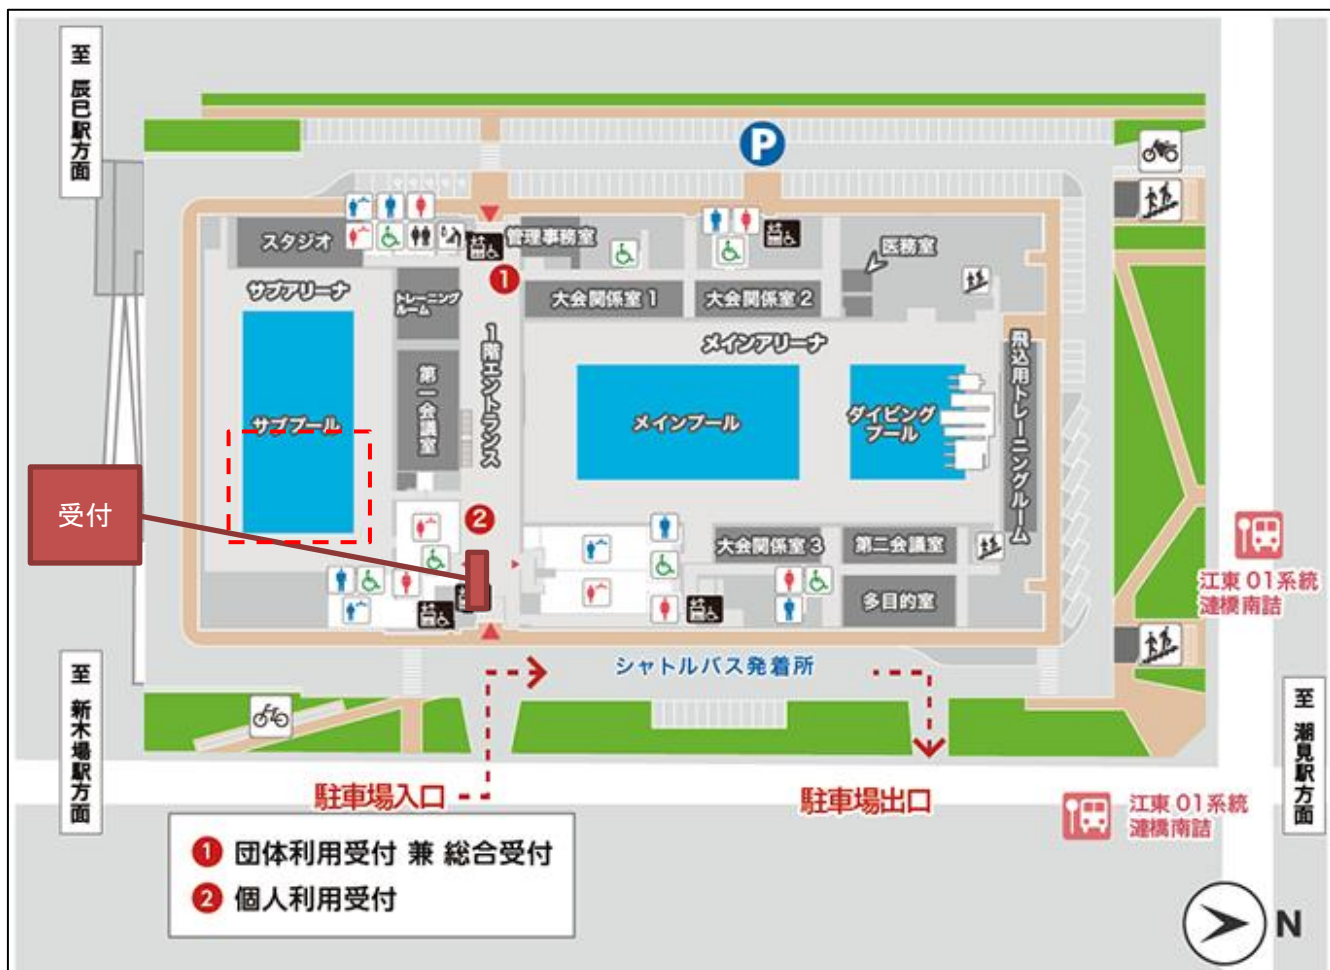 至 辰巳駅方面
P
スタジオ
管理事務室
医務室
サブアリーナ
トレーニング
ルーム
1
大会関係室 1
大会関係室 2
1階エントランス
メインアリーナ
飛込用トレーニングルーム
第一会議室
サブプール
メインプール
ダイビング
プール
受付
2
大会関係室 3
第二会議室
多目的室
江東 01系統
漣橋南詰
シャトルバス発着所
至 新木場駅方面
至 潮見駅方面
駐車場入口
駐車場出口
江東 01系統
漣橋南詰
1 団体利用受付 兼 総合受付
2 個人利用受付
N